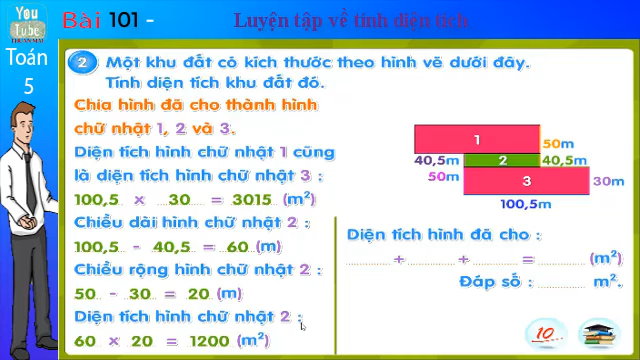 You
Tube
THUẬN MAI
Bài 101 -
Luyện tập về tính diện tích
Toán
5
2 Một khu đất có kích thước theo hình vẽ dưới đây.
Tính diện tích khu đất đó.
Chia hình đã cho thành hình
chữ nhật 1, 2 và 3.
Diện tích hình chữ nhật 1 cũng
là diện tích hình chữ nhật 3 :
100,5 x 30 = 3015 (m²)
Chiều dài hình chữ nhật 2 :
100,5 - 40,5 = 60 (m)
Chiều rộng hình chữ nhật 2 :
50 - 30 = 20 (m)
Diện tích hình chữ nhật 2 :
60 x 20 = 1200 (m²)
1
50m
40,5m 2 40,5m
50m 3 30m
100,5m
Diện tích hình đã cho :
........ + ........ + ........ = ........ (m²)
Đáp số : ........ m².
10